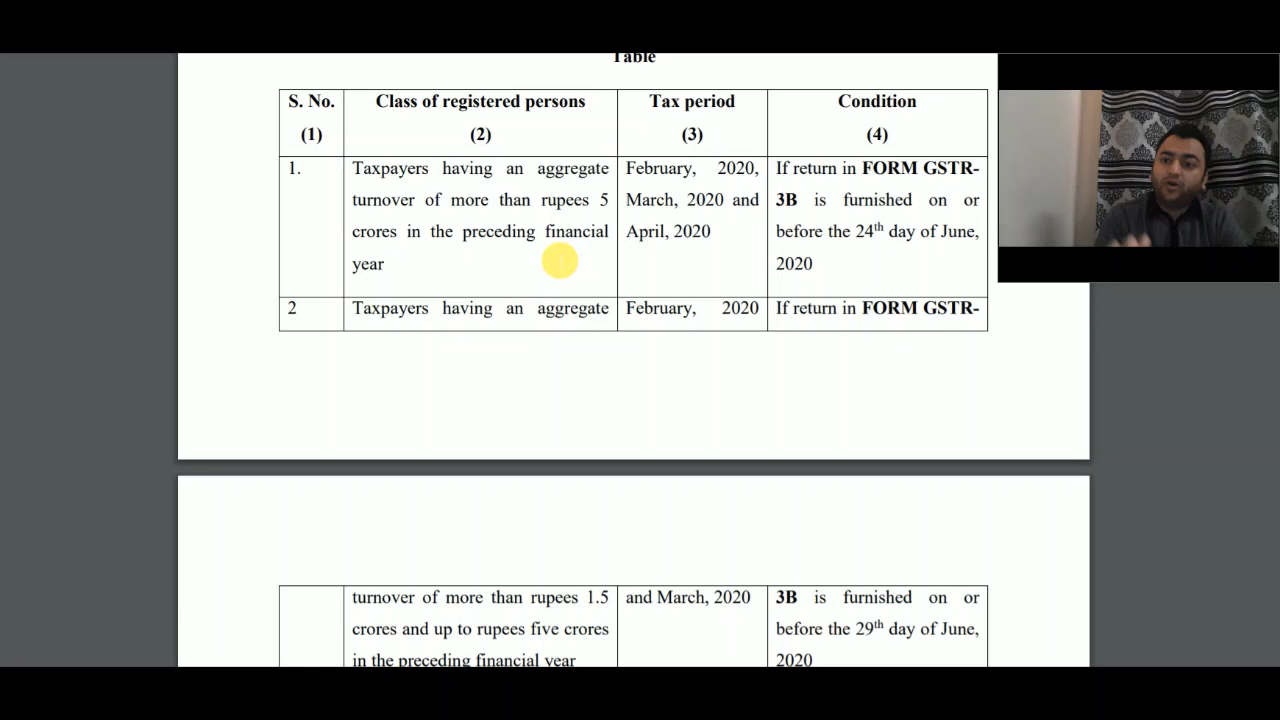 Table
S. No. Class of registered persons Tax period Condition
(1) (2) (3) (4)
1. Taxpayers having an aggregate February, 2020, If return in FORM GSTR-
turnover of more than rupees 5 March, 2020 and 3B is furnished on or
crores in the preceding financial April, 2020 before the 24th day of June,
year 2020
2 Taxpayers having an aggregate February, 2020 If return in FORM GSTR-
turnover of more than rupees 1.5 and March, 2020 3B is furnished on or
crores and up to rupees five crores before the 29th day of June,
in the preceding financial year 2020